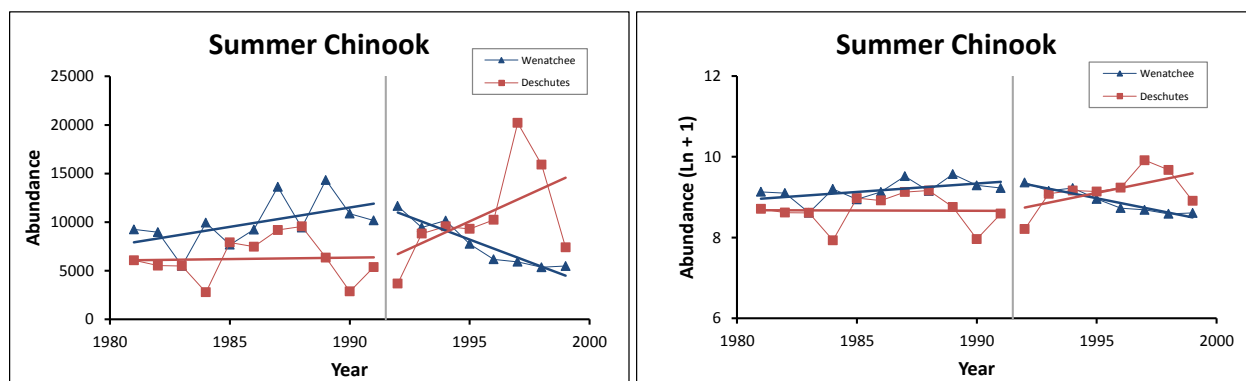 Summer Chinook
Wenatchee
Deschutes
25000
20000
15000
10000
5000
0
Abundance
1980
1985
1990
1995
2000
Year
Summer Chinook
Wenatchee
Deschutes
12
10
8
6
Abundance (Ln + 1)
1980
1985
1990
1995
2000
Year